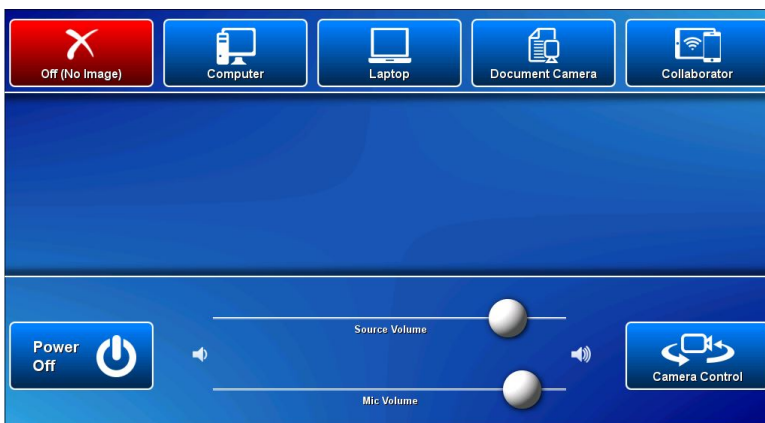 Off (No Image)
Computer
Laptop
Document Camera
Collaborator
Source Volume
Power
Off
Camera Control
Mic Volume